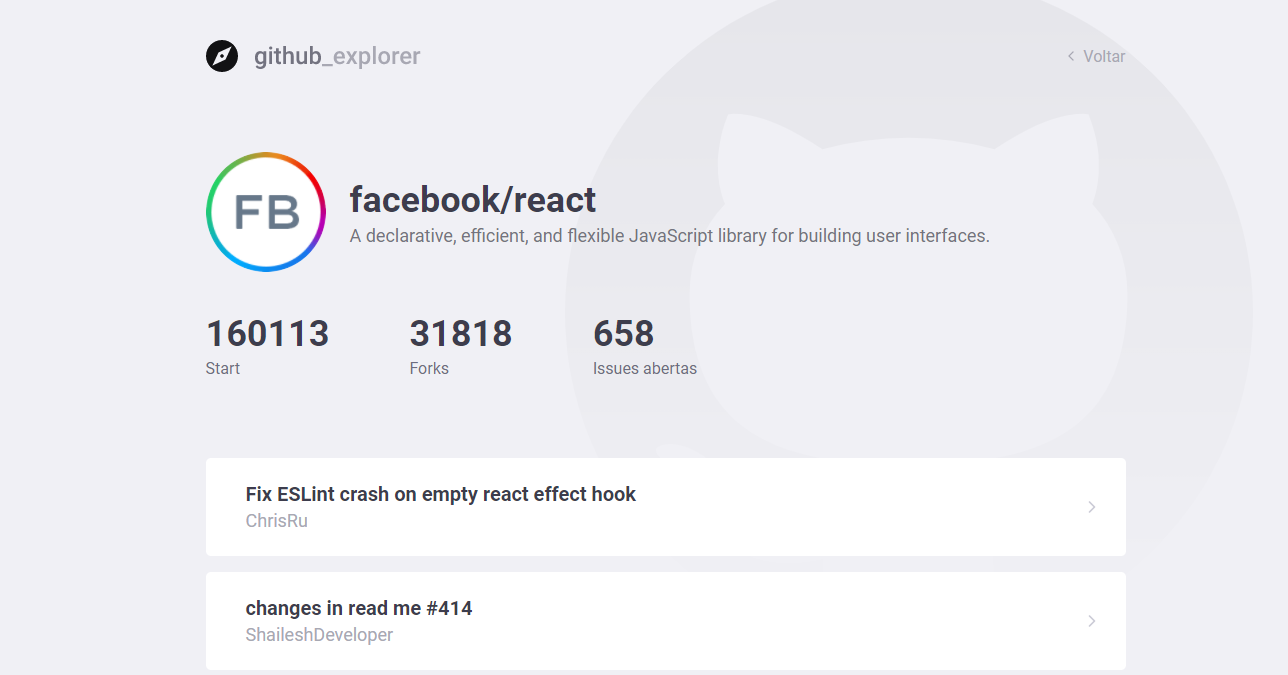 github_explorer
Voltar
FB
facebook/react
A declarative, efficient, and flexible JavaScript library for building user interfaces.
160113
Start
31818
Forks
658
Issues abertas
Fix ESLint crash on empty react effect hook
ChrisRu
changes in read me #414
ShaileshDeveloper